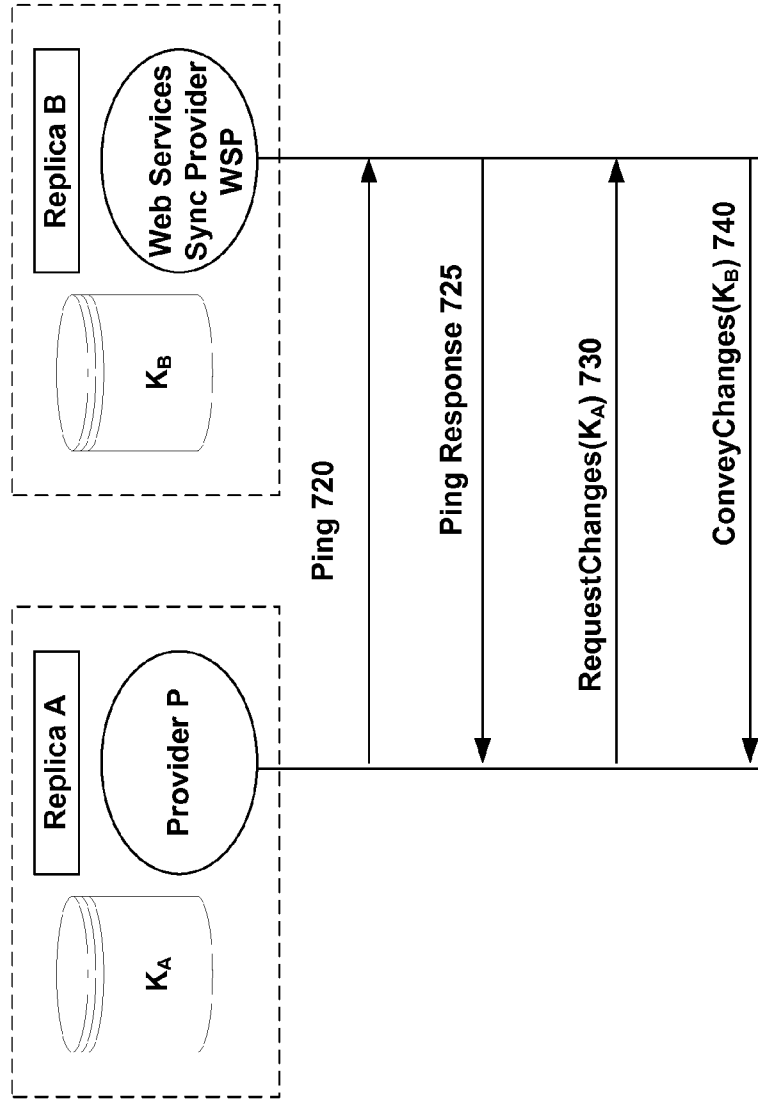 Replica A
Provider P
KA
Replica B
Web Services
Sync Provider
WSP
KB
Ping 720
Ping Response 725
RequestChanges(KA) 730
ConveyChanges(KB) 740